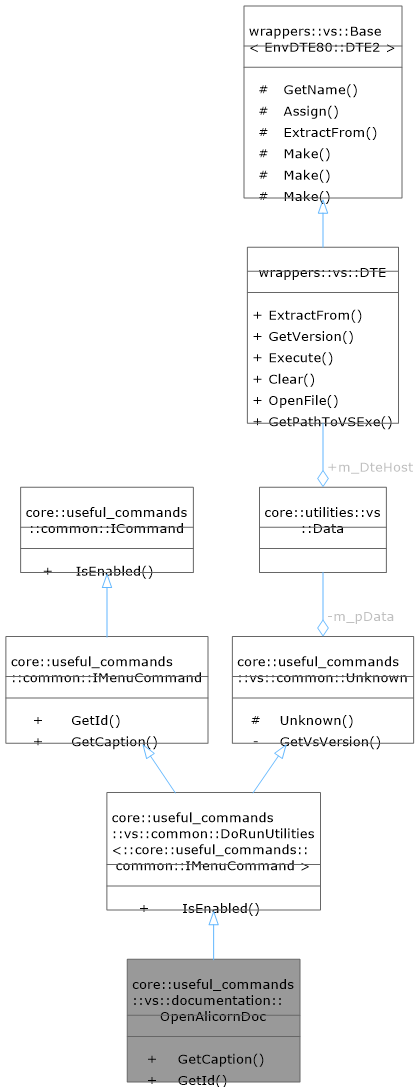 wrappers::vs::Base
< EnvDTE80::DTE2 >
# GetName()
# Assign()
# ExtractFrom()
# Make()
# Make()
# Make()
wrappers::vs::DTE
+ ExtractFrom()
+ GetVersion()
+ Execute()
+ Clear()
+ OpenFile()
+ GetPathToVSExe()
+m_DteHost
core::useful_commands
::common::ICommand
+ IsEnabled()
core::utilities::vs
::Data
-m_pData
core::useful_commands
::common::IMenuCommand
+ GetId()
+ GetCaption()
core::useful_commands
::vs::common::Unknown
# Unknown()
- GetVsVersion()
core::useful_commands
::vs::common::DoRunUtilities
<::core::useful_commands::
common::IMenuCommand >
+ IsEnabled()
core::useful_commands
::vs::documentation::
OpenAlicornDoc
+ GetCaption()
+ GetId()